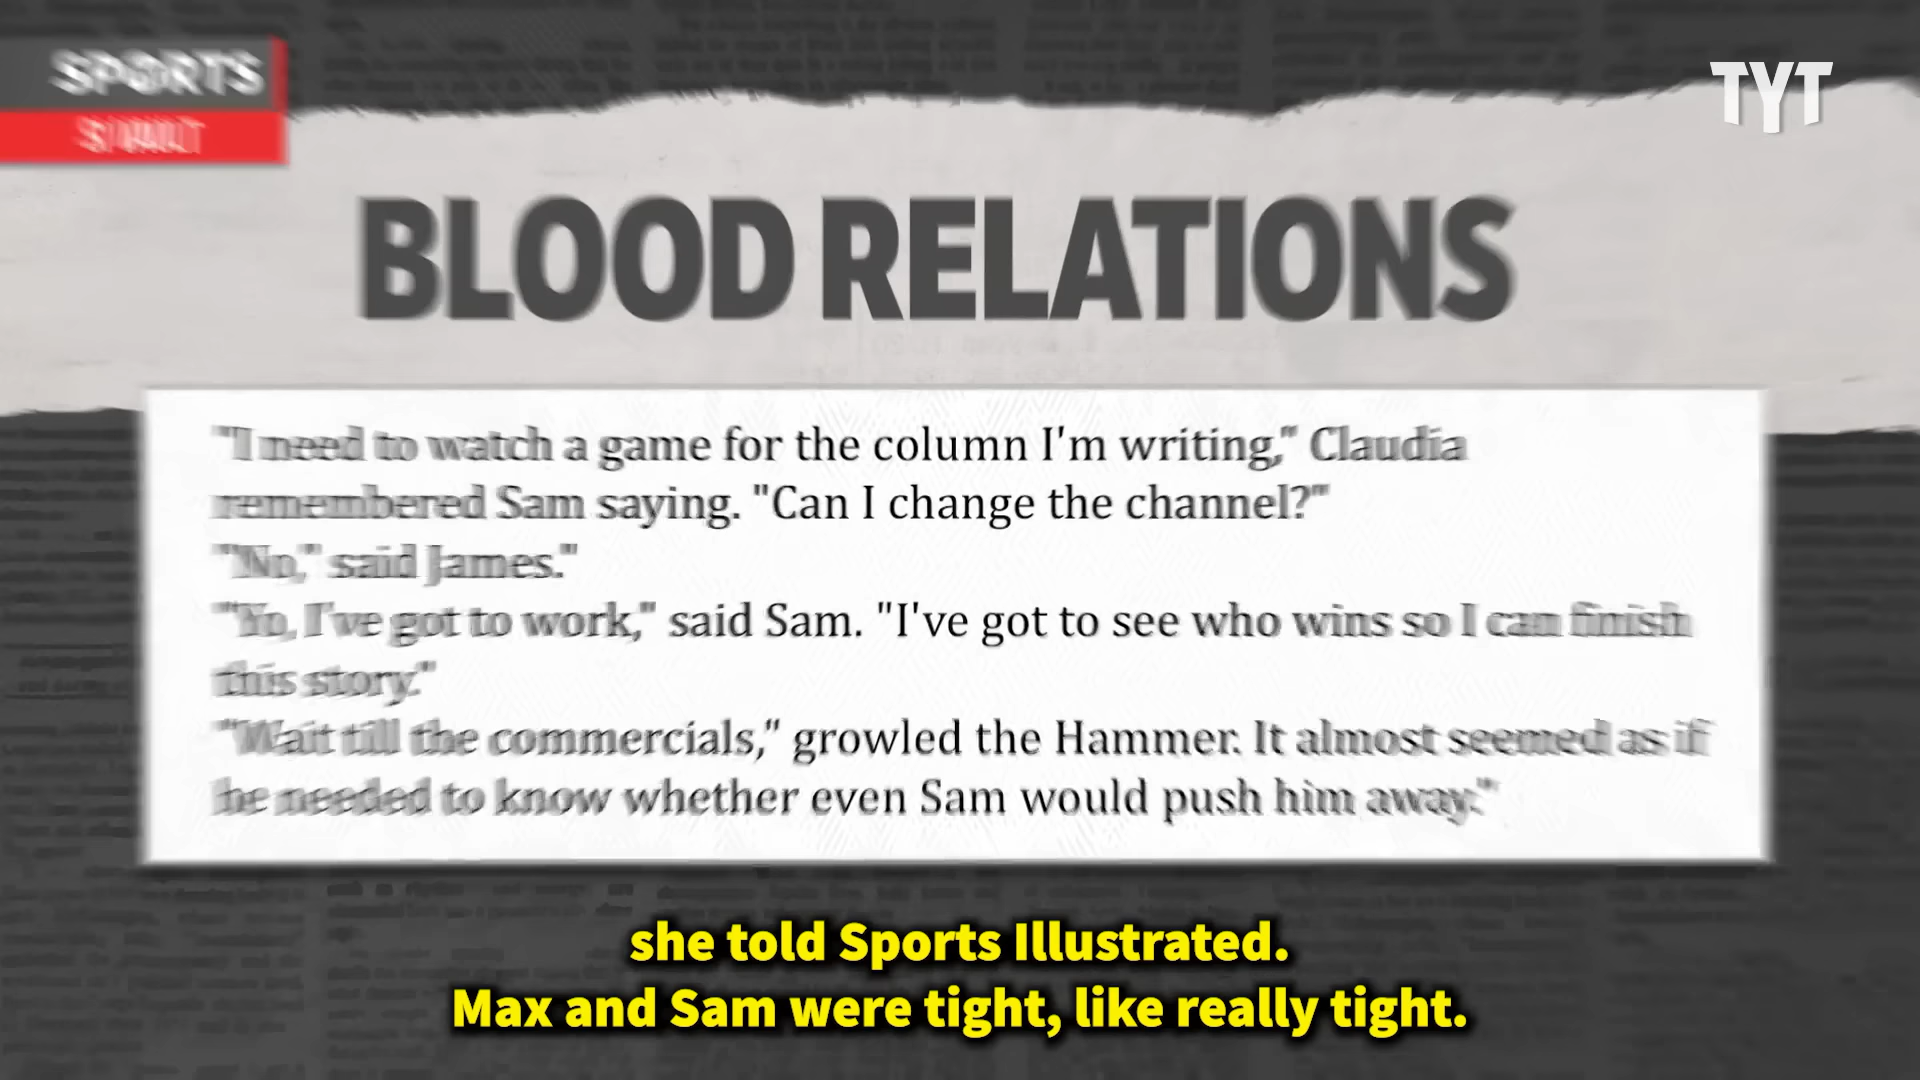 SPORTS
SI VAULT
TYT
BLOOD RELATIONS
"I need to watch a game for the column I'm writing," Claudia
remembered Sam saying. "Can I change the channel?"
"No," said James."
"Yo, I've got to work," said Sam. "I've got to see who wins so I can finish
this story."
"Wait till the commercials," growled the Hammer. It almost seemed as if
he needed to know whether even Sam would push him away."
she told Sports Illustrated.
Max and Sam were tight, like really tight.